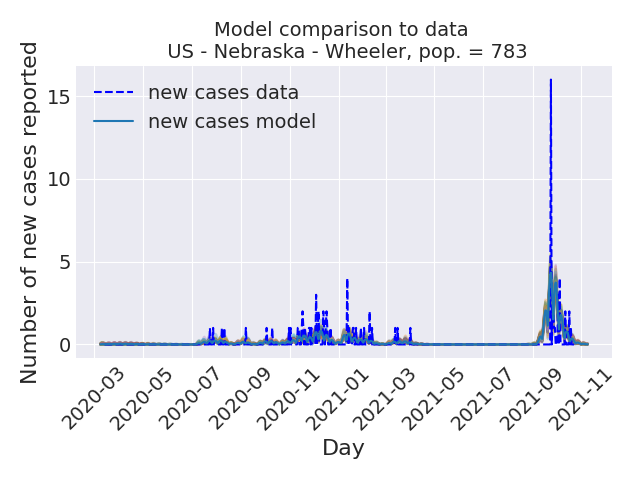 Model comparison to data
US - Nebraska - Wheeler, pop. = 783
new cases data
new cases model
Number of new cases reported
15
10
5
0
2020-03
2020-05
2020-07
2020-09
2020-11
2021-01
2021-03
2021-05
2021-07
2021-09
2021-11
Day